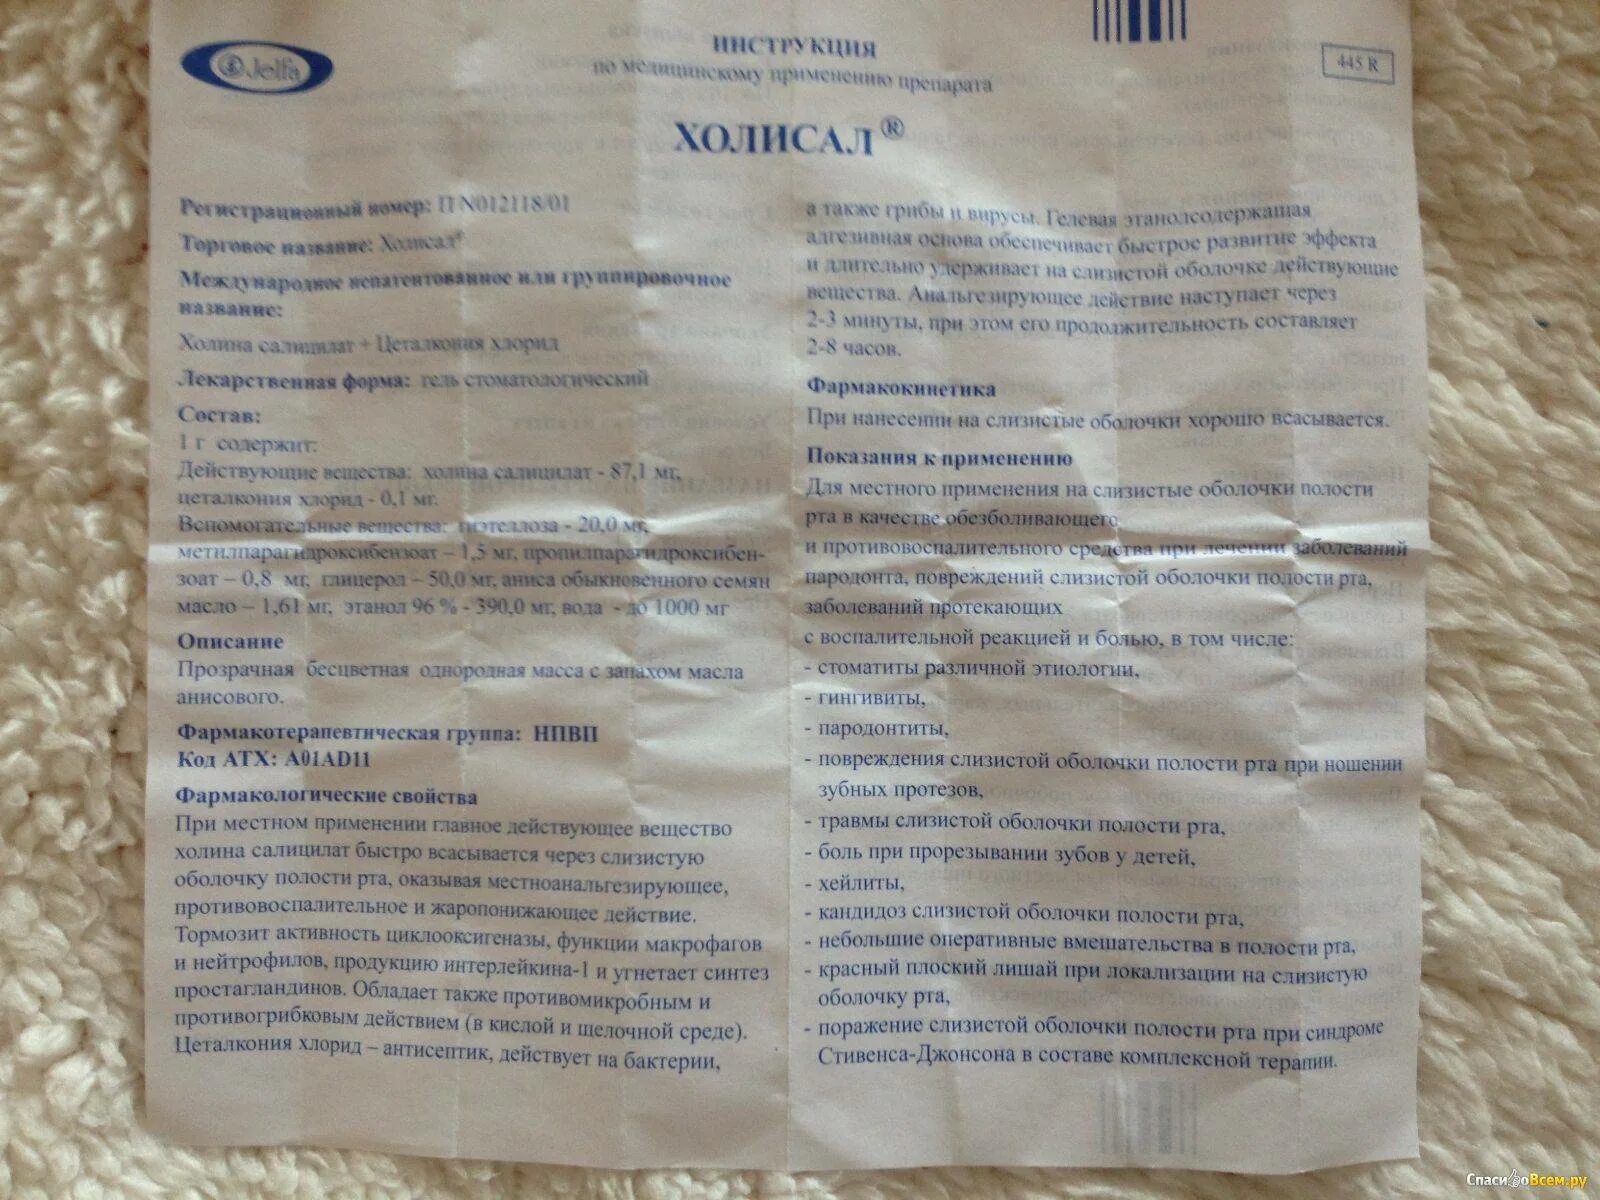 Jelfa
ИНСТРУКЦИЯ
по медицинскому применению препарата
445 R
ХОЛИСАЛ®
Регистрационный номер: П N012118/01
Торговое название: Холисал®
Международное непатентованное или группировочное
название:
Холина салицилат + Цеталкония хлорид
Лекарственная форма: гель стоматологический
Состав:
1 г содержит:
Действующие вещества: холина салицилат - 87,1 мг,
цеталкония хлорид - 0,1 мг.
Вспомогательные вещества: гиэтеллоза - 20,0 мг,
метилпарагидроксибензоат – 1,5 мг, пропилпарагидроксибен-
зоат – 0,8 мг, глицерол – 50,0 мг, аниса обыкновенного семян
масло – 1,61 мг, этанол 96 % - 390,0 мг, вода - до 1000 мг
Описание
Прозрачная бесцветная однородная масса с запахом масла
анисового.
Фармакотерапевтическая группа: НПВП
Код АТХ: A01AD11
Фармакологические свойства
При местном применении главное действующее вещество
холина салицилат быстро всасывается через слизистую
оболочку полости рта, оказывая местноанальгезирующее,
противовоспалительное и жаропонижающее действие.
Тормозит активность циклооксигеназы, функции макрофагов
и нейтрофилов, продукцию интерлейкина-1 и угнетает синтез
простагландинов. Обладает также противомикробным и
противогрибковым действием (в кислой и щелочной среде).
Цеталкония хлорид – антисептик, действует на бактерии,
а также грибы и вирусы. Гелевая этанолсодержащая
адгезивная основа обеспечивает быстрое развитие эффекта
и длительно удерживает на слизистой оболочке действующие
вещества. Анальгезирующее действие наступает через
2-3 минуты, при этом его продолжительность составляет
2-8 часов.
Фармакокинетика
При нанесении на слизистые оболочки хорошо всасывается.
Показания к применению
Для местного применения на слизистые оболочки полости
рта в качестве обезболивающего
и противовоспалительного средства при лечении заболеваний
пародонта, повреждений слизистой оболочки полости рта,
заболеваний протекающих
с воспалительной реакцией и болью, в том числе:
- стоматиты различной этиологии,
- гингивиты,
- пародонтиты,
- повреждения слизистой оболочки полости рта при ношении
зубных протезов,
- травмы слизистой оболочки полости рта,
- боль при прорезывании зубов у детей,
- хейлиты,
- кандидоз слизистой оболочки полости рта,
- небольшие оперативные вмешательства в полости рта,
- красный плоский лишай при локализации на слизистую
оболочку рта,
- поражение слизистой оболочки полости рта при синдроме
Стивенса-Джонсона в составе комплексной терапии.
СпасибоВсем.ру